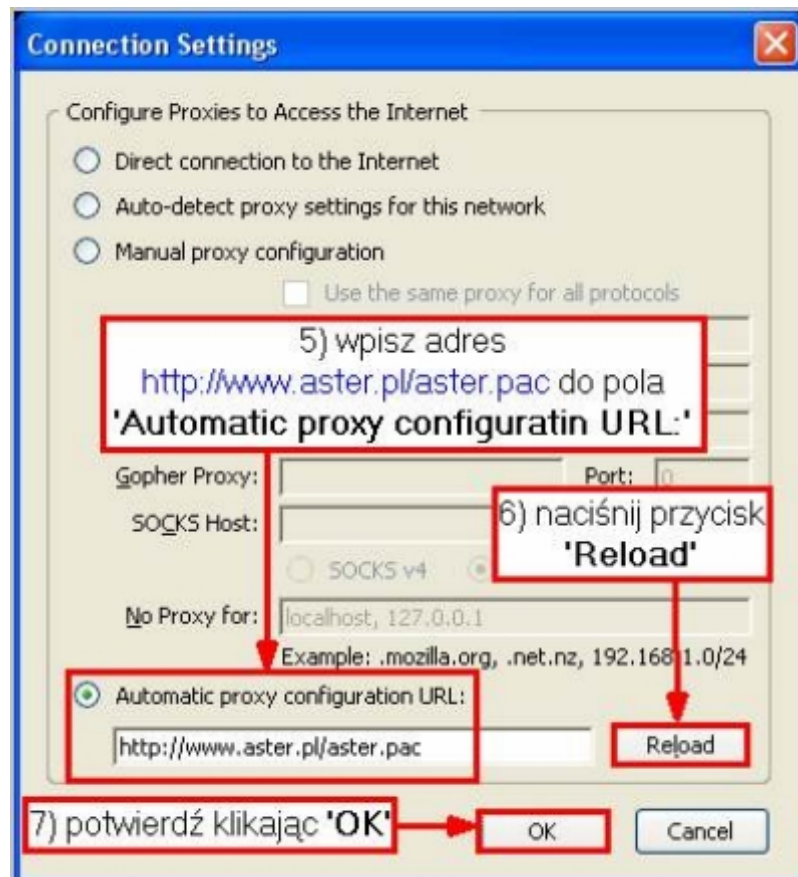 Connection Settings
Configure Proxies to Access the Internet
Direct connection to the Internet
Auto-detect proxy settings for this network
Manual proxy configuration
Use the same proxy for all protocols
5) wpisz adres
http://www.aster.pl/aster.pac do pola
'Automatic proxy configuratin URL:'
Gopher Proxy: Port: 0
SOCKS Host:
6) naciśnij przycisk
'Reload'
SOCKS v4
No Proxy for: localhost, 127.0.0.1
Example: .mozilla.org, .net.nz, 192.168.1.0/24
Automatic proxy configuration URL:
http://www.aster.pl/aster.pac Reload
7) potwierdź klikając 'OK' OK Cancel